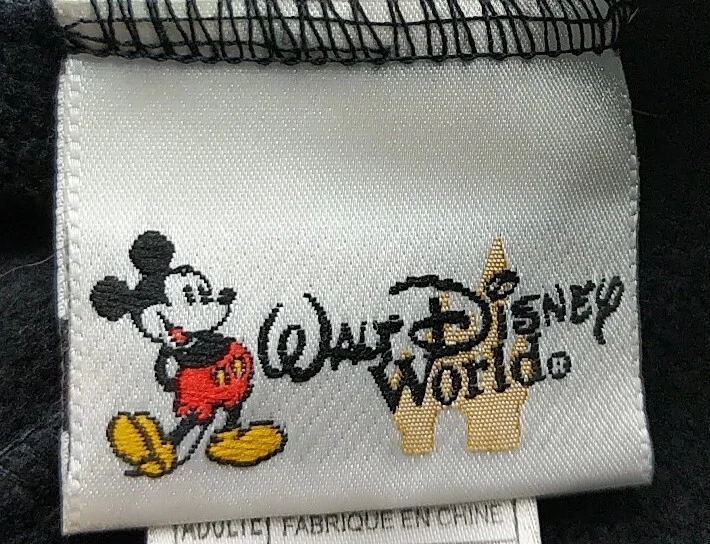 WALT DISNEY
World®
ADULTE FABRIQUE EN CHINE